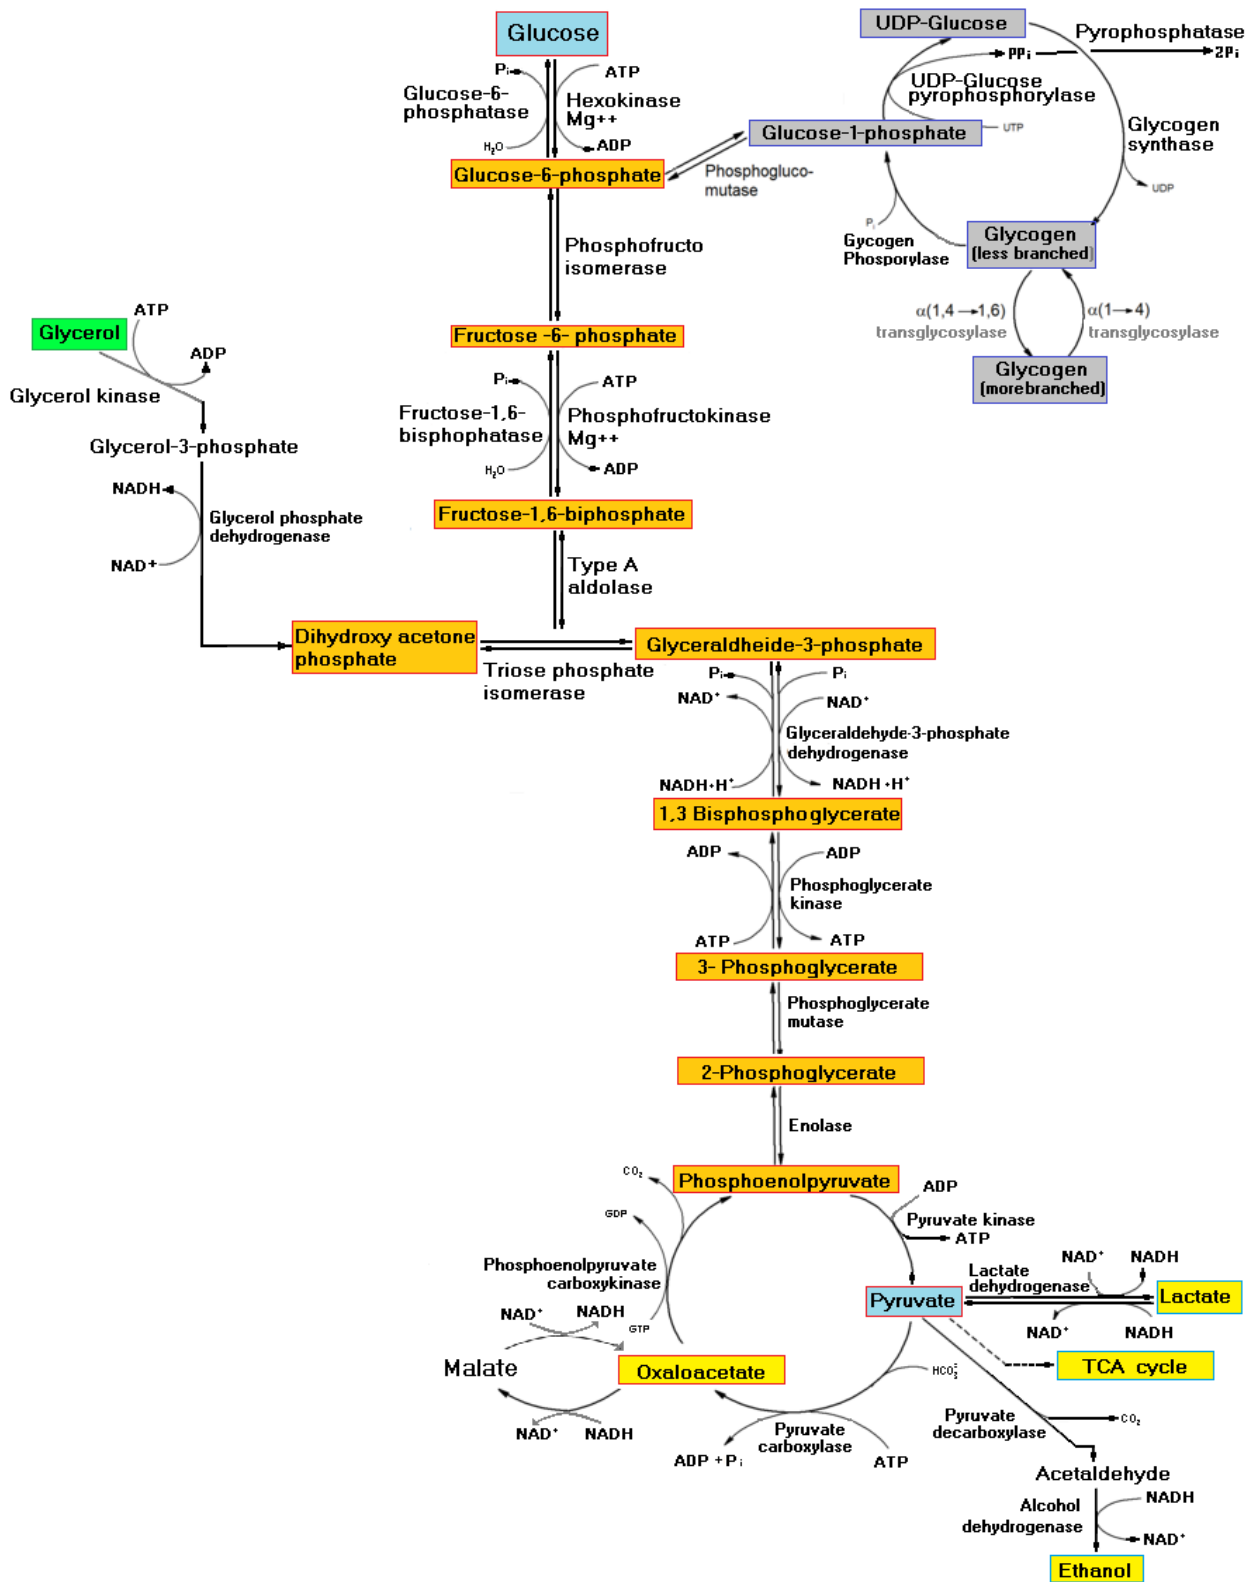 Glucose
Pi
ATP
Glucose-6-
phosphatase
Hexokinase
Mg++
H₂O
ADP
Glucose-6-phosphate
Phosphogluco-
mutase
UDP-Glucose
PPi
Pyrophosphatase
2Pi
UDP-Glucose
pyrophosphorylase
Glucose-1-phosphate
UTP
Glycogen
synthase
UDP
Pi
Gycogen
Phosporylase
Glycogen
(less branched)
α(1,4→1,6)
transglycosylase
α(1→4)
transglycosylase
Glycogen
(morebranched)
Phosphofructo
isomerase
Fructose -6- phosphate
Pi
ATP
Fructose-1,6-
bisphophatase
Phosphofructokinase
Mg++
H₂O
ADP
Fructose-1,6-biphosphate
Type A
aldolase
Glycerol
ATP
ADP
Glycerol kinase
Glycerol-3-phosphate
NADH
Glycerol phosphate
dehydrogenase
NAD+
Dihydroxy acetone
phosphate
Triose phosphate
isomerase
Glyceraldheide-3-phosphate
Pi
Pi
NAD⁺
NAD⁺
Glyceraldehyde-3-phosphate
dehydrogenase
NADH+H⁺
NADH+H⁺
1,3 Bisphosphoglycerate
ADP
ADP
Phosphoglycerate
kinase
ATP
ATP
3- Phosphoglycerate
Phosphoglycerate
mutase
2-Phosphoglycerate
Enolase
Phosphoenolpyruvate
CO₂
GDP
Phosphoenolpyruvate
carboxykinase
GTP
ADP
Pyruvate kinase
ATP
Pyruvate
Lactate
dehydrogenase
NAD⁺
NADH
Lactate
NAD⁺
NADH
TCA cycle
NAD⁺
NADH
Malate
Oxaloacetate
NAD⁺
NADH
HCO₃⁻
Pyruvate
carboxylase
ADP +Pi
ATP
Pyruvate
decarboxylase
CO₂
Acetaldehyde
Alcohol
dehydrogenase
NADH
NAD⁺
Ethanol